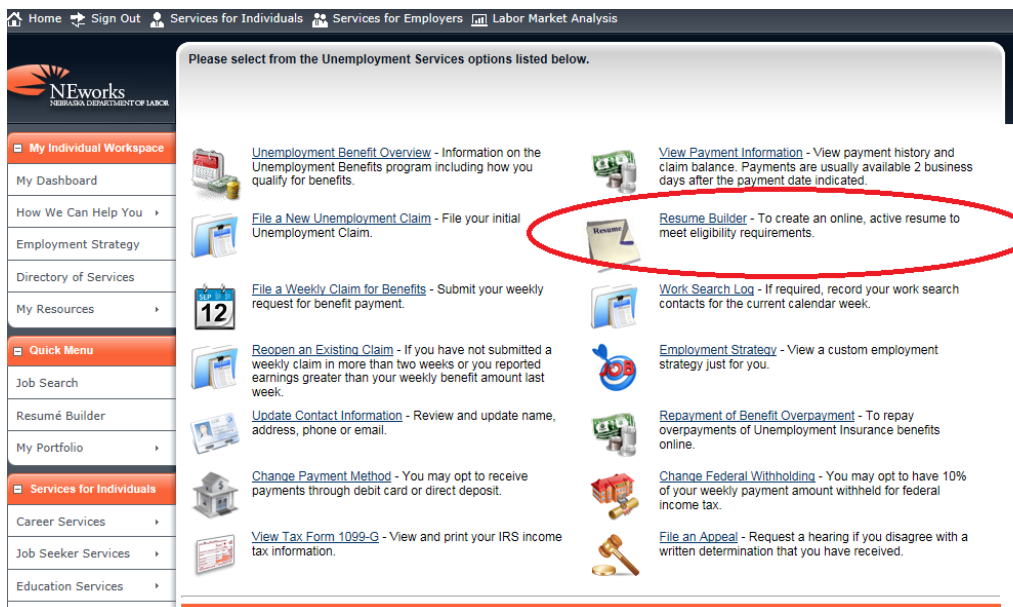 Home Sign Out Services for Individuals Services for Employers Labor Market Analysis
NEworks
NEBRASKA DEPARTMENT OF LABOR
My Individual Workspace
My Dashboard
How We Can Help You
Employment Strategy
Directory of Services
My Resources
Quick Menu
Job Search
Resumé Builder
My Portfolio
Services for Individuals
Career Services
Job Seeker Services
Education Services
Please select from the Unemployment Services options listed below.
Unemployment Benefit Overview - Information on the
Unemployment Benefits program including how you
qualify for benefits.
File a New Unemployment Claim - File your initial
Unemployment Claim.
SEP
12
File a Weekly Claim for Benefits - Submit your weekly
request for benefit payment.
Reopen an Existing Claim - If you have not submitted a
weekly claim in more than two weeks or you reported
earnings greater than your weekly benefit amount last
week.
Update Contact Information - Review and update name,
address, phone or email.
Change Payment Method - You may opt to receive
payments through debit card or direct deposit.
View Tax Form 1099-G - View and print your IRS income
tax information.
View Payment Information - View payment history and
claim balance. Payments are usually available 2 business
days after the payment date indicated.
Resume
Resume Builder - To create an online, active resume to
meet eligibility requirements.
Work Search Log - If required, record your work search
contacts for the current calendar week.
JOB
Employment Strategy - View a custom employment
strategy just for you.
Repayment of Benefit Overpayment - To repay
overpayments of Unemployment Insurance benefits
online.
Change Federal Withholding - You may opt to have 10%
of your weekly payment amount withheld for federal
income tax.
File an Appeal - Request a hearing if you disagree with a
written determination that you have received.